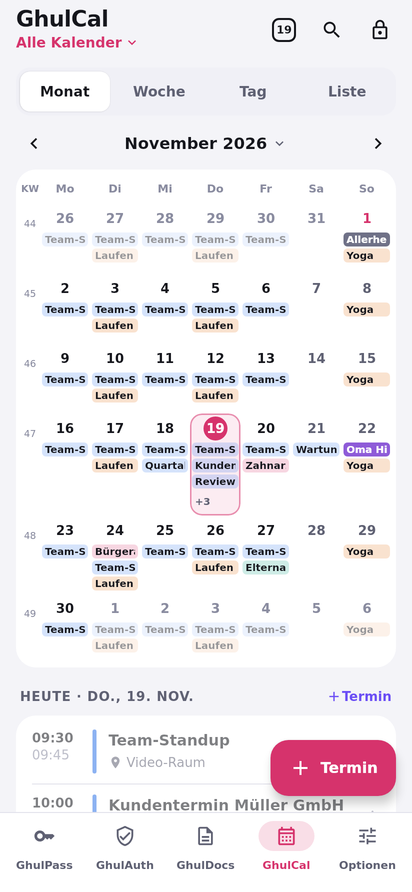 GhulCal
Alle Kalender
19
Monat Woche Tag Liste
November 2026
KW Mo Di Mi Do Fr Sa So
44 26 27 28 29 30 31 1
Team-S Team-S Team-S Team-S Team-S Allerhe
Laufen Laufen Yoga
45 2 3 4 5 6 7 8
Team-S Team-S Team-S Team-S Team-S Yoga
Laufen Laufen
46 9 10 11 12 13 14 15
Team-S Team-S Team-S Team-S Team-S Yoga
Laufen Laufen
47 16 17 18 19 20 21 22
Team-S Team-S Team-S Team-S Team-S Wartun Oma Hi
Laufen Quarta Kunder Zahnar Yoga
Review
+3
48 23 24 25 26 27 28 29
Team-S Bürger Team-S Team-S Team-S Yoga
Team-S Laufen Elterna
Laufen
49 30 1 2 3 4 5 6
Team-S Team-S Team-S Team-S Team-S Yoga
Laufen Laufen
HEUTE · DO., 19. NOV. +Termin
09:30 Team-Standup
09:45 Video-Raum
+ Termin
10:00 Kundentermin Müller GmbH
GhulPass GhulAuth GhulDocs GhulCal Optionen